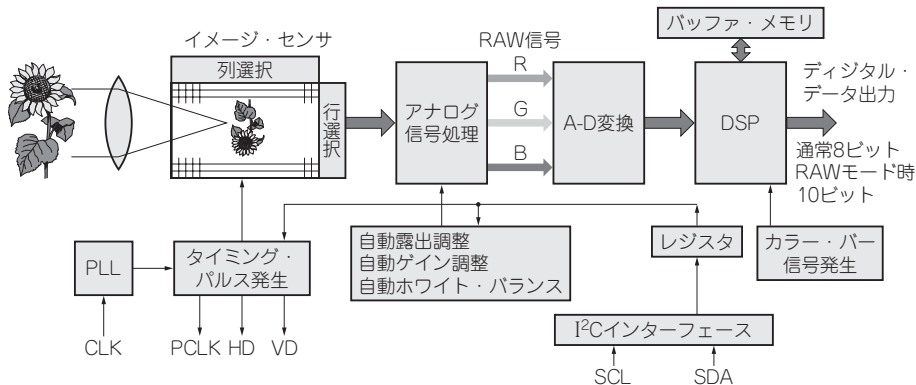 イメージ・センサ
列選択
行選択
アナログ
信号処理
RAW信号
R
G
B
A-D変換
バッファ・メモリ
DSP
ディジタル・
データ出力
通常8ビット
RAWモード時
10ビット
PLL
タイミング・
パルス発生
自動露出調整
自動ゲイン調整
自動ホワイト・バランス
レジスタ
カラー・バー
信号発生
I²Cインターフェース
CLK
PCLK
HD
VD
SCL
SDA